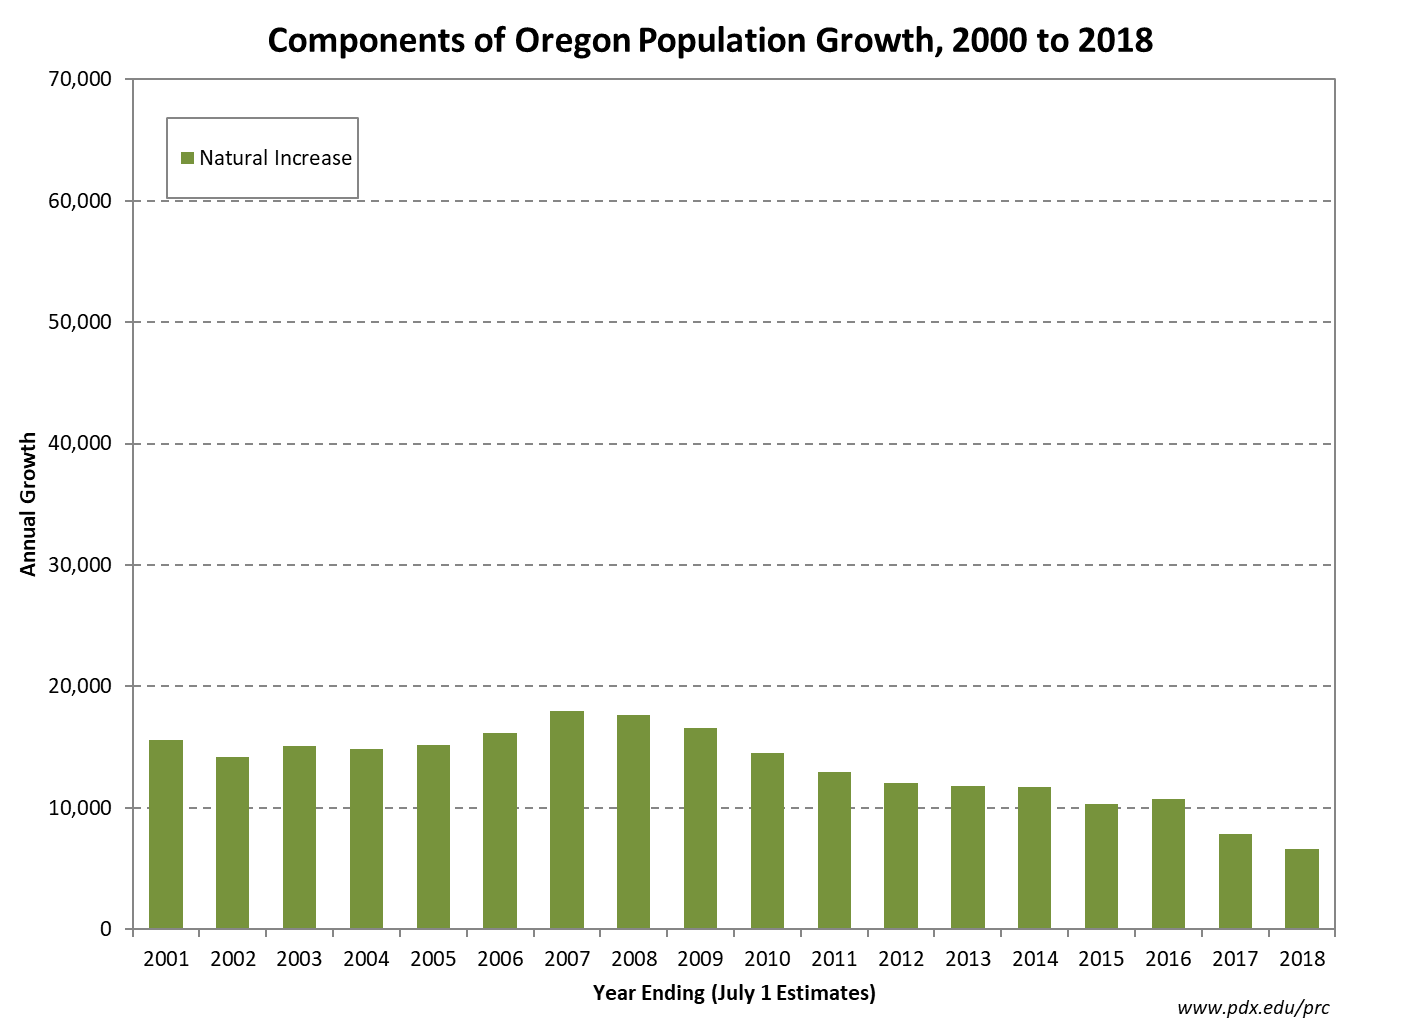 Components of Oregon Population Growth, 2000 to 2018
70,000
Natural Increase
60,000
50,000
40,000
Annual Growth
30,000
20,000
10,000
0
2001 2002 2003 2004 2005 2006 2007 2008 2009 2010 2011 2012 2013 2014 2015 2016 2017 2018
Year Ending (July 1 Estimates)
www.pdx.edu/prc